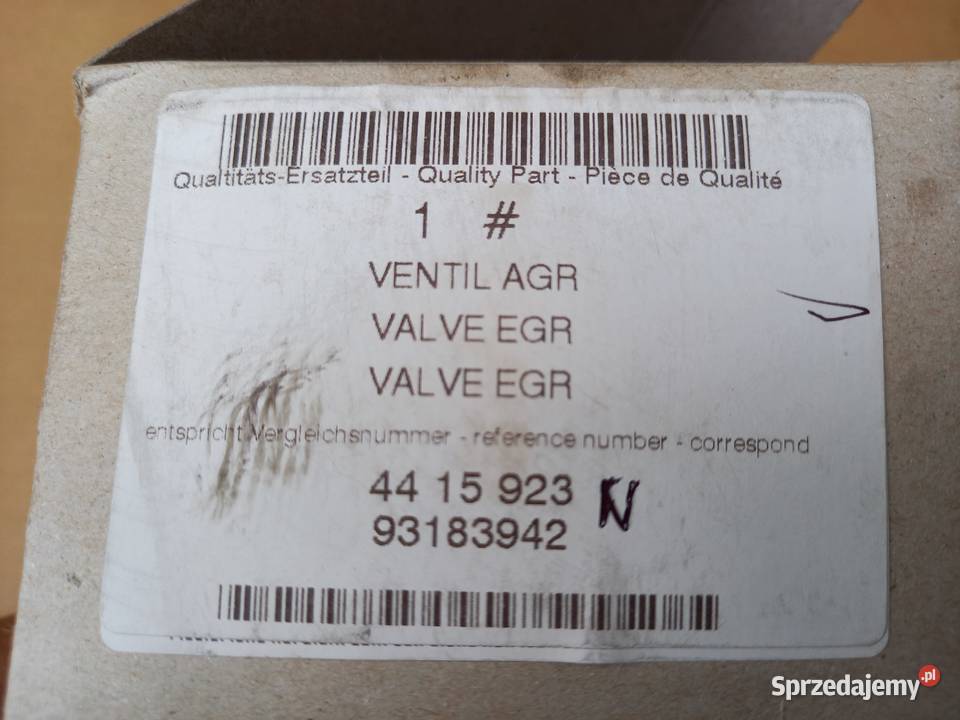 Qualtitäts-Ersatzteil - Quality Part - Pièce de Qualité
1 #
VENTIL AGR
VALVE EGR
VALVE EGR
entspricht Vergleichsnummer - reference number - correspond
44 15 923 N
93183942
Sprzedajemy.pl